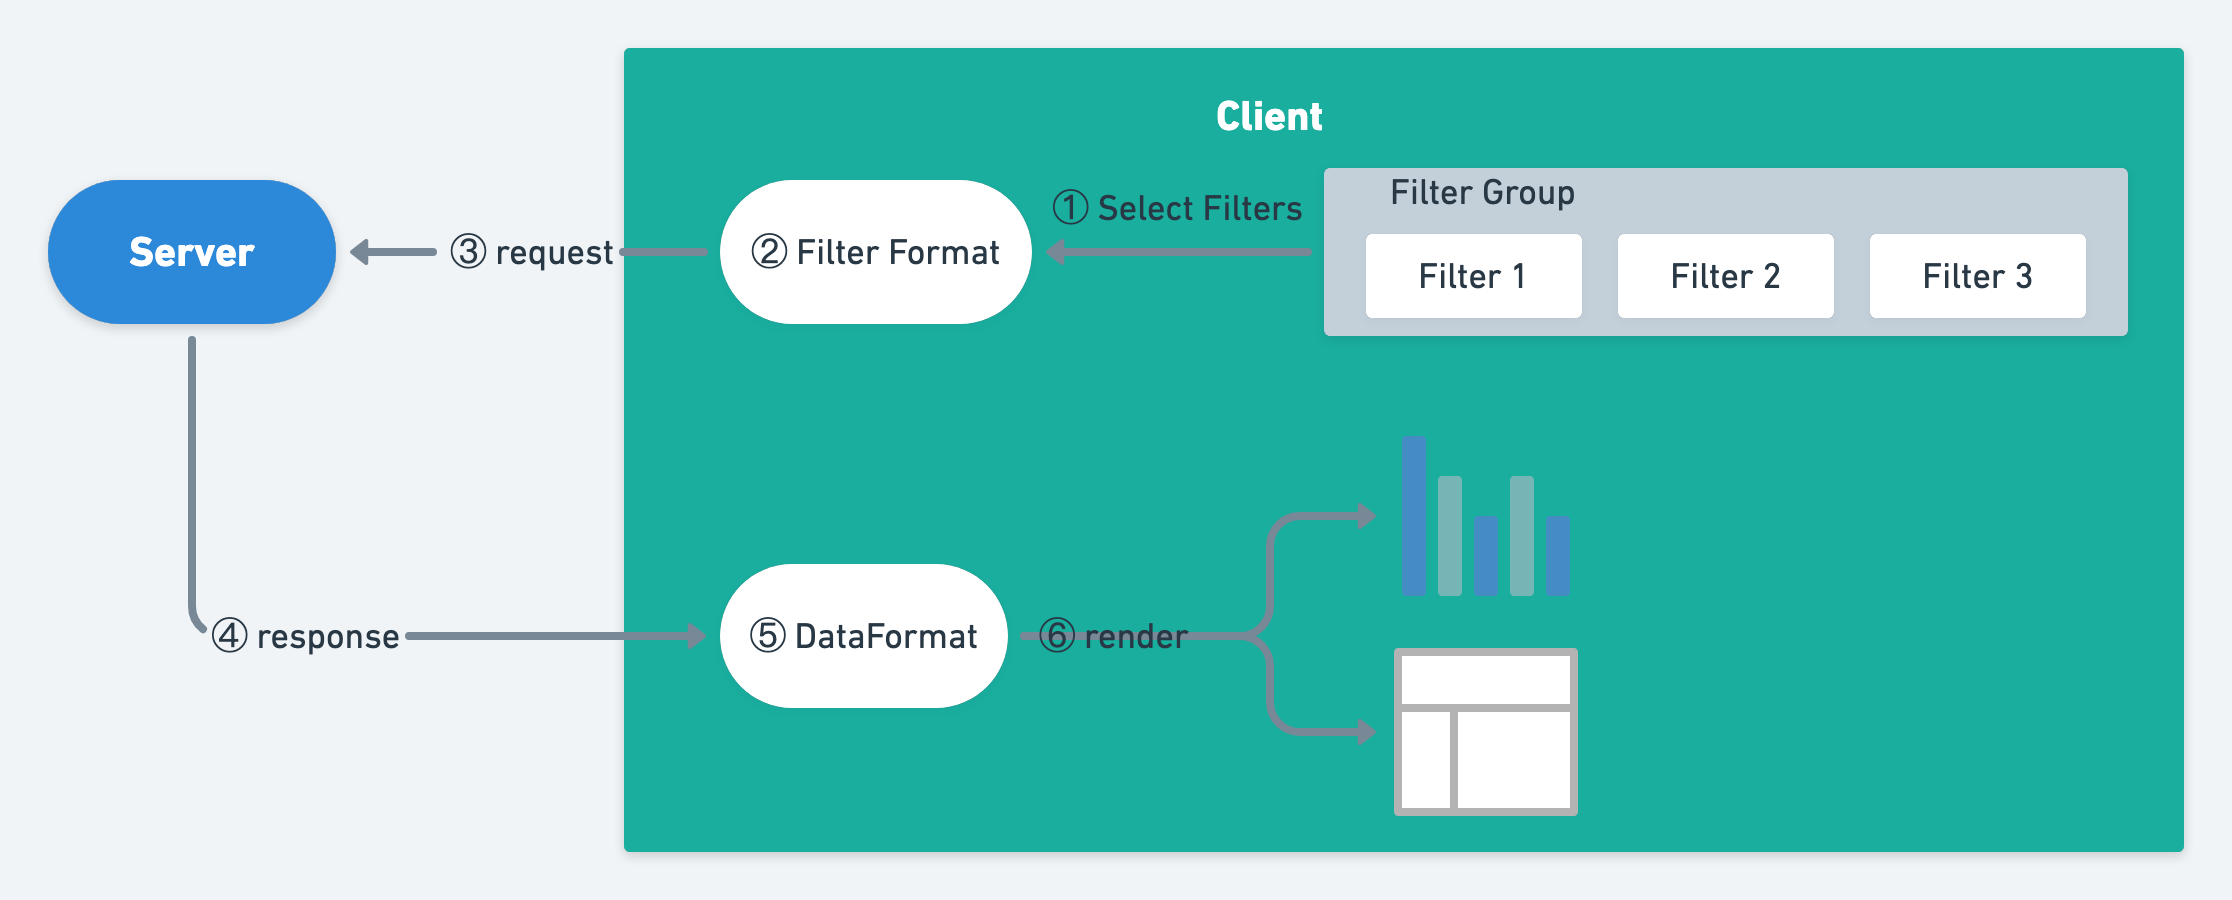 Client
Server
③ request
② Filter Format
① Select Filters
Filter Group
Filter 1
Filter 2
Filter 3
④ response
⑤ DataFormat
⑥ render